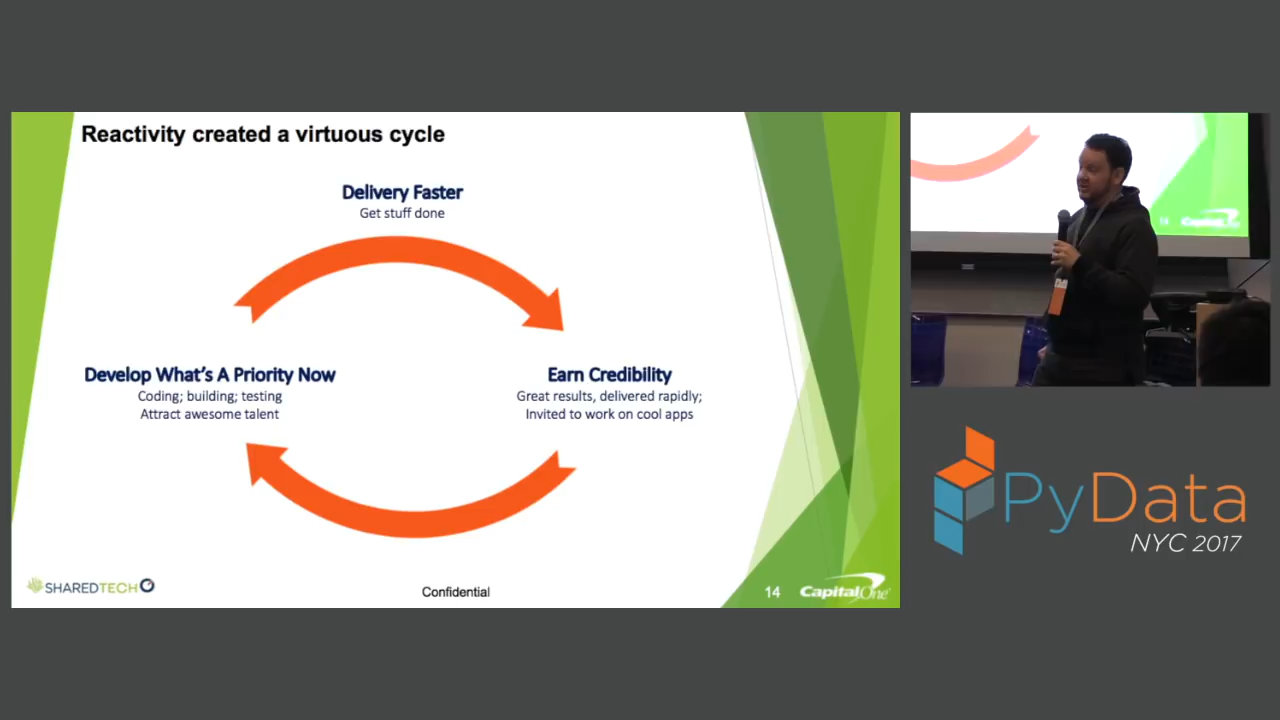 Reactivity created a virtuous cycle
Delivery Faster
Get stuff done
Develop What's A Priority Now
Coding; building; testing
Attract awesome talent
Earn Credibility
Great results, delivered rapidly;
Invited to work on cool apps
SHAREDTECH
Confidential
14
CapitalOne
14
Capital
PyData
NYC 2017